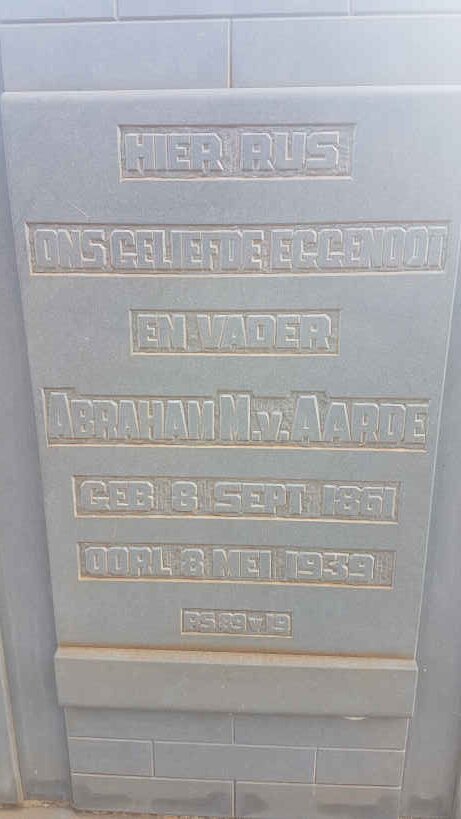 HIER RUS
ONS GELIEFDE EGGENOOT
EN VADER
ABRAHAM M.V. AARDE
GEB 8 SEPT 1861
OORL 8 MEI 1939
PS 89 V 19